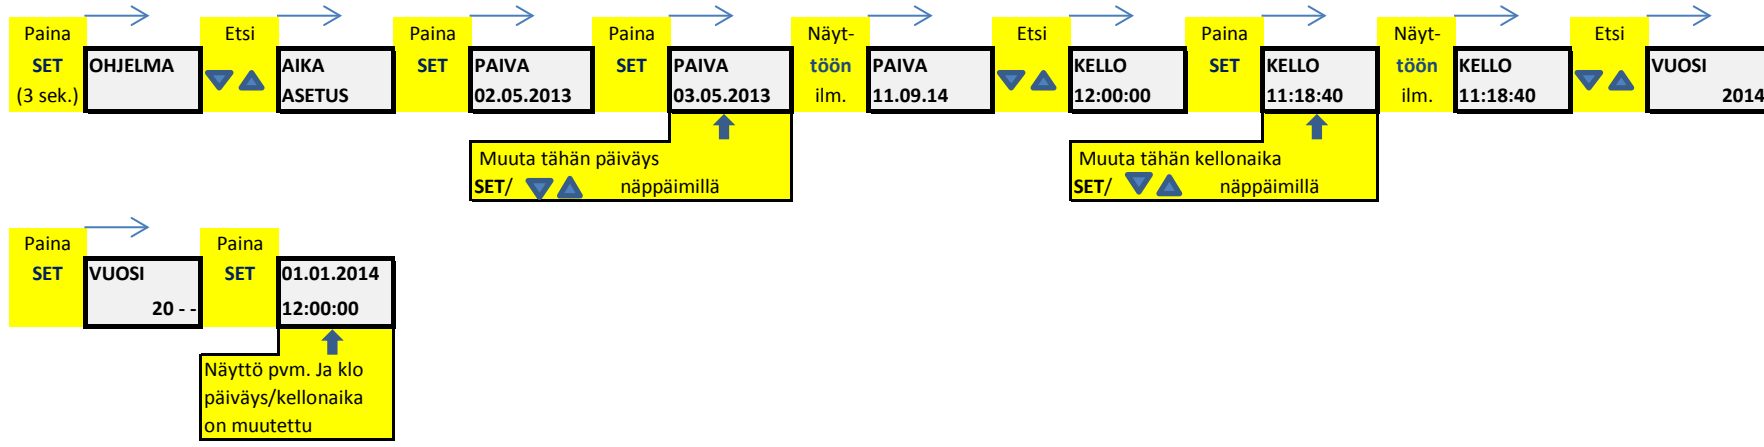 Paina
SET
(3 sek.)
OHJELMA
Etsi
AIKA
ASETUS
Paina
SET
PAIVA
02.05.2013
Paina
SET
PAIVA
03.05.2013
Näyt-
töön
ilm.
PAIVA
11.09.14
Etsi
KELLO
12:00:00
Paina
SET
KELLO
11:18:40
Näyt-
töön
ilm.
KELLO
11:18:40
Etsi
VUOSI
2014
Muuta tähän päiväys
SET/ näppäimillä
Muuta tähän kellonaika
SET/ näppäimillä
Paina
SET
VUOSI
20 - -
Paina
SET
01.01.2014
12:00:00
Näyttö pvm. Ja klo
päiväys/kellonaika
on muutettu